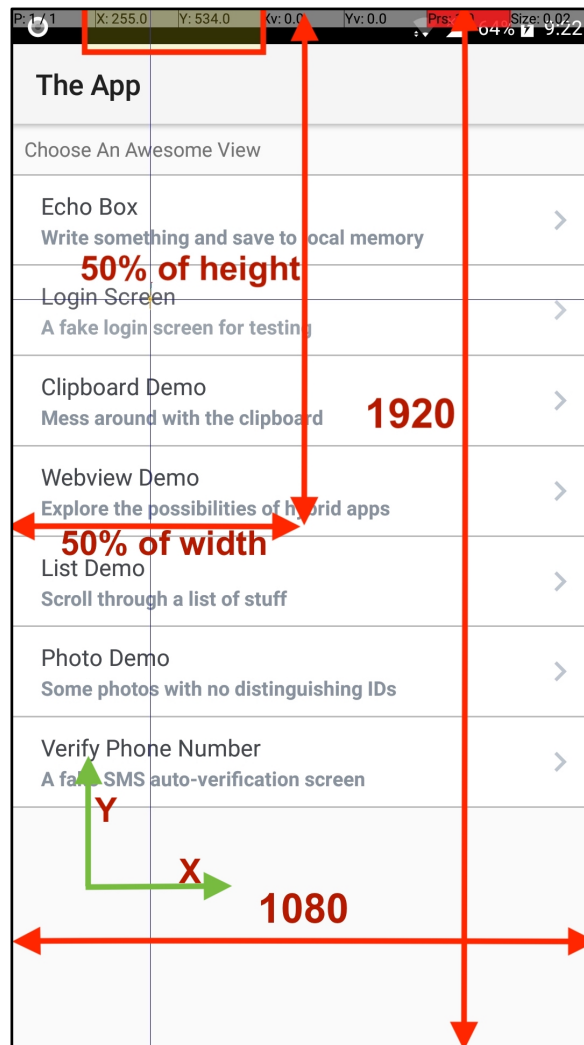 P: 1 / 1 X: 255.0 Y: 534.0 Xv: 0.0 Yv: 0.0 Prs: Size: 0.02
64% 9:22
The App
Choose An Awesome View
Echo Box
Write something and save to local memory
50% of height
Login Screen
A fake login screen for testing
Clipboard Demo
Mess around with the clipboard
1920
Webview Demo
Explore the possibilities of hybrid apps
50% of width
List Demo
Scroll through a list of stuff
Photo Demo
Some photos with no distinguishing IDs
Verify Phone Number
A fake SMS auto-verification screen
Y
X
1080